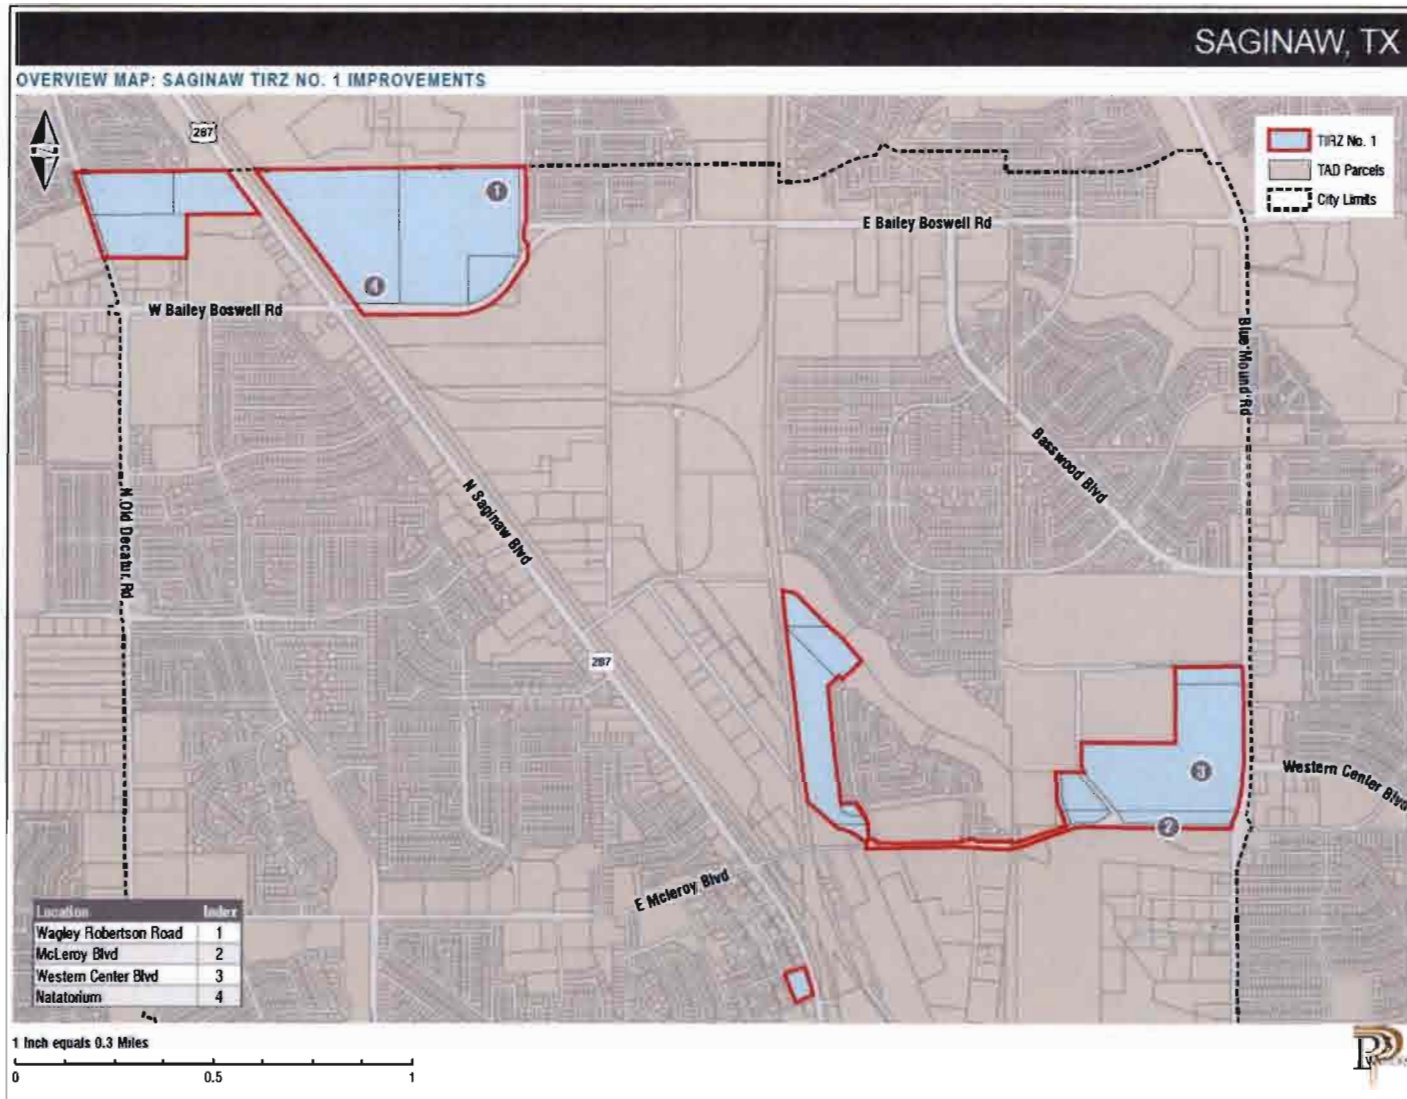 SAGINAW, TX
OVERVIEW MAP: SAGINAW TIRZ NO. 1 IMPROVEMENTS
287
N
TIRZ No. 1
TAD Parcels
City Limits
1
E Bailey Boswell Rd
4
W Bailey Boswell Rd
Blue Mound Rd
Basswood Blvd
N Saginaw Blvd
N Old Decatur Rd
287
3
Western Center Blvd
2
E Mcleroy Blvd
Location Index
Wagley Robertson Road 1
McLeroy Blvd 2
Western Center Blvd 3
Natatorium 4
1 Inch equals 0.3 Miles
0 0.5 1